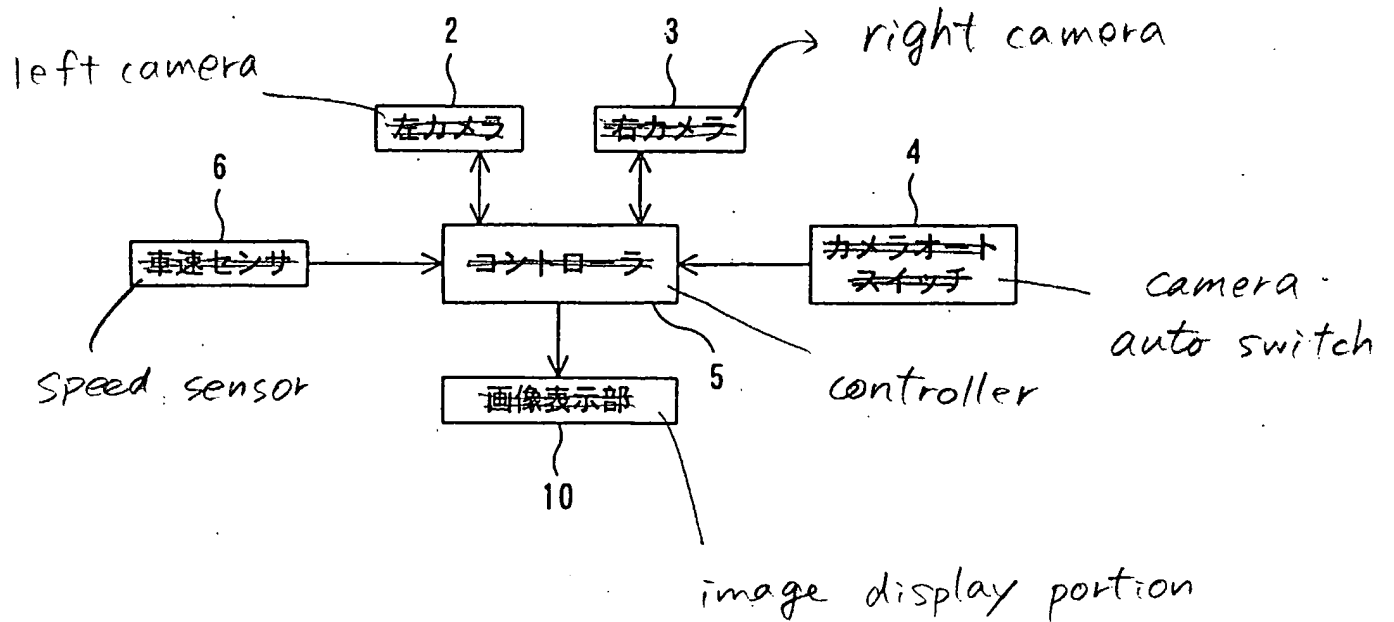 2
3
right camera
left camera
左カメラ
右カメラ
6
4
車速センサ
コントローラ
カメラオート
スイッチ
camera
auto switch
speed sensor
5
controller
画像表示部
10
image display portion